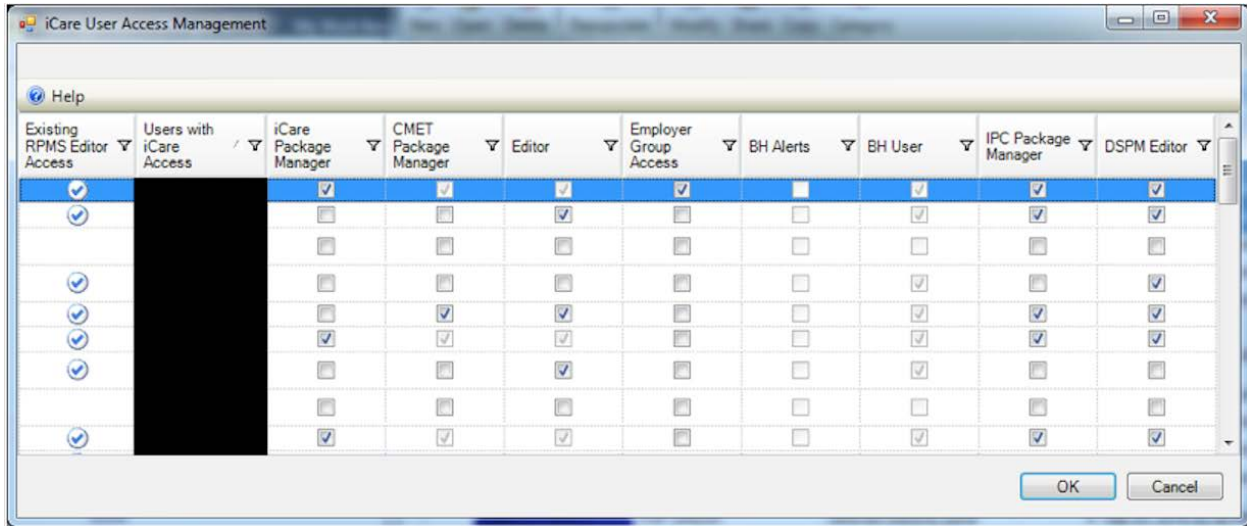 iCare User Access Management
Help
Existing RPMS Editor Access
Users with iCare Access
iCare Package Manager
CMET Package Manager
Editor
Employer Group Access
BH Alerts
BH User
IPC Package Manager
DSPM Editor
OK
Cancel